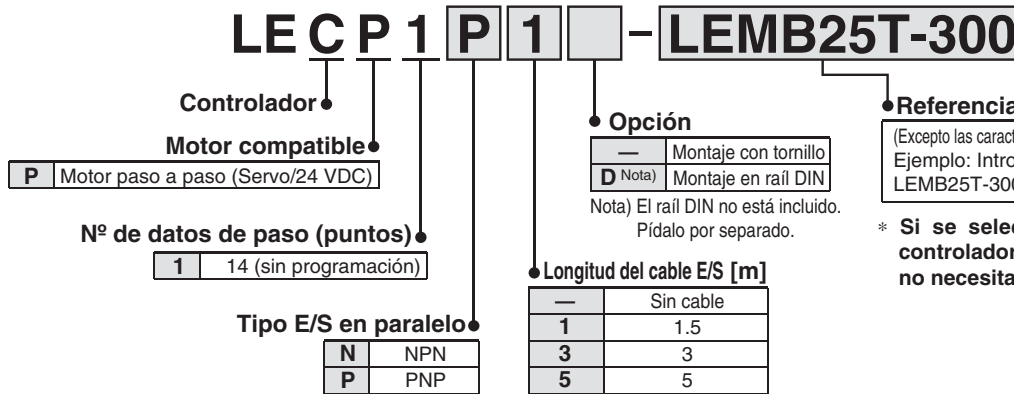 LECP1P1 - LEMB25T-300
Controlador
Motor compatible
P Motor paso a paso (Servo/24 VDC)
Nº de datos de paso (puntos)
1 14 (sin programación)
Tipo E/S en paralelo
N NPN
P PNP
Opción
— Montaje con tornillo
D Nota) Montaje en raíl DIN
Nota) El raíl DIN no está incluido.
Pídalo por separado.
Longitud del cable E/S [m]
— Sin cable
1 1.5
3 3
5 5
Referencia
(Excepto las
Ejemplo:
LEMB25T-300
* Si se
controlador
no necesita